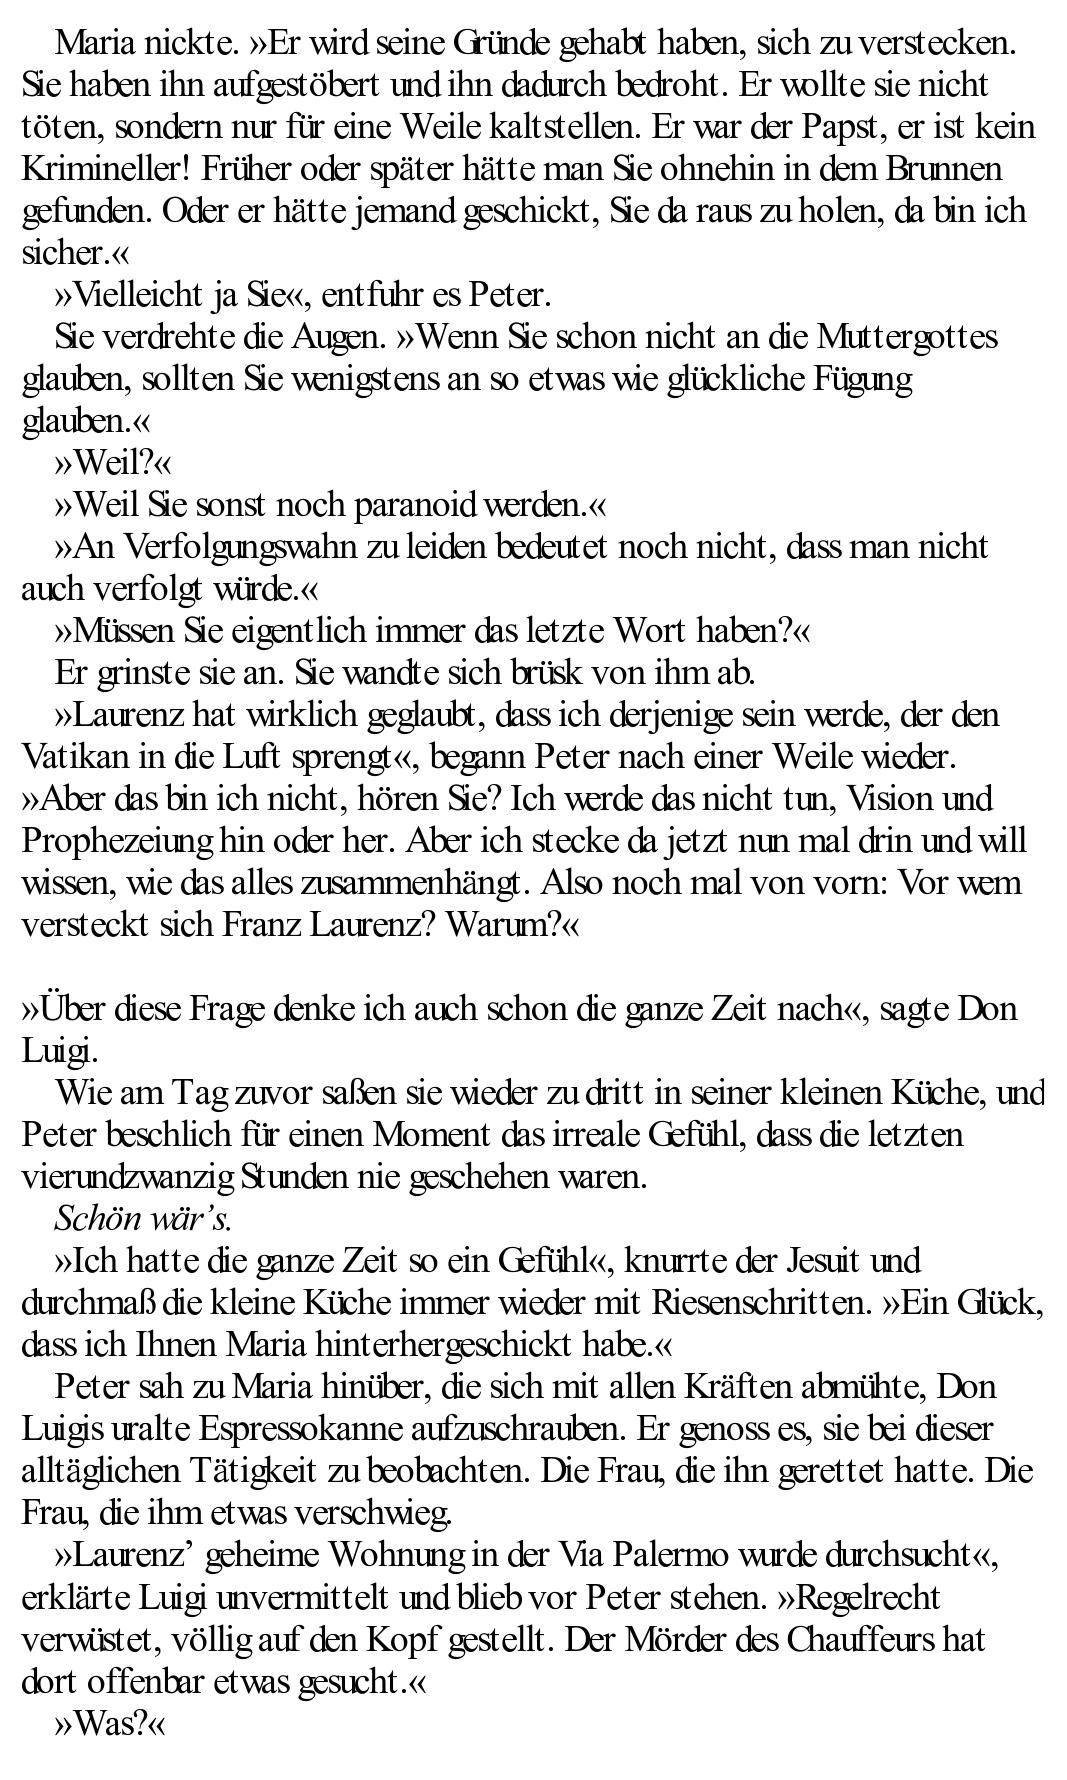 Maria nickte. »Er wird seine Gründe gehabt haben, sich zu verstecken.
Sie haben ihn aufgestöbert und ihn dadurch bedroht. Er wollte sie nicht
töten, sondern nur für eine Weile kaltstellen. Er war der Papst, er ist kein
Krimineller! Früher oder später hätte man Sie ohnehin in dem Brunnen
gefunden. Oder er hätte jemand geschickt, Sie da raus zu holen, da bin ich
sicher.«
»Vielleicht ja Sie«, entfuhr es Peter.
Sie verdrehte die Augen. »Wenn Sie schon nicht an die Muttergottes
glauben, sollten Sie wenigstens an so etwas wie glückliche Fügung
glauben.«
»Weil?«
»Weil Sie sonst noch paranoid werden.«
»An Verfolgungswahn zu leiden bedeutet noch nicht, dass man nicht
auch verfolgt würde.«
»Müssen Sie eigentlich immer das letzte Wort haben?«
Er grinste sie an. Sie wandte sich brüsk von ihm ab.
»Laurenz hat wirklich geglaubt, dass ich derjenige sein werde, der den
Vatikan in die Luft sprengt«, begann Peter nach einer Weile wieder.
»Aber das bin ich nicht, hören Sie? Ich werde das nicht tun, Vision und
Prophezeiung hin oder her. Aber ich stecke da jetzt nun mal drin und will
wissen, wie das alles zusammenhängt. Also noch mal von vorn: Vor wem
versteckt sich Franz Laurenz? Warum?«
»Über diese Frage denke ich auch schon die ganze Zeit nach«, sagte Don
Luigi.
Wie am Tag zuvor saßen sie wieder zu dritt in seiner kleinen Küche, und
Peter beschlich für einen Moment das irreale Gefühl, dass die letzten
vierundzwanzig Stunden nie geschehen waren.
Schön wär’s.
»Ich hatte die ganze Zeit so ein Gefühl«, knurrte der Jesuit und
durchmaß die kleine Küche immer wieder mit Riesenschritten. »Ein Glück,
dass ich Ihnen Maria hinterhergeschickt habe.«
Peter sah zu Maria hinüber, die sich mit allen Kräften abmühte, Don
Luigis uralte Espressokanne aufzuschrauben. Er genoss es, sie bei dieser
alltäglichen Tätigkeit zu beobachten. Die Frau, die ihn gerettet hatte. Die
Frau, die ihm etwas verschwieg.
»Laurenz’ geheime Wohnung in der Via Palermo wurde durchsucht«,
erklärte Luigi unvermittelt und blieb vor Peter stehen. »Regelrecht
verwüstet, völlig auf den Kopf gestellt. Der Mörder des Chauffeurs hat
dort offenbar etwas gesucht.«
»Was?«